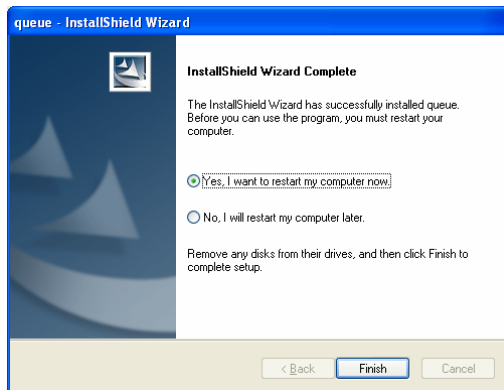 queue - InstallShield Wizard
InstallShield Wizard Complete
The InstallShield Wizard has successfully installed queue.
Before you can use the program, you must restart your
computer.
Yes, I want to restart my computer now.
No, I will restart my computer later.
Remove any disks from their drives, and then click Finish to
complete setup.
< Back Finish Cancel